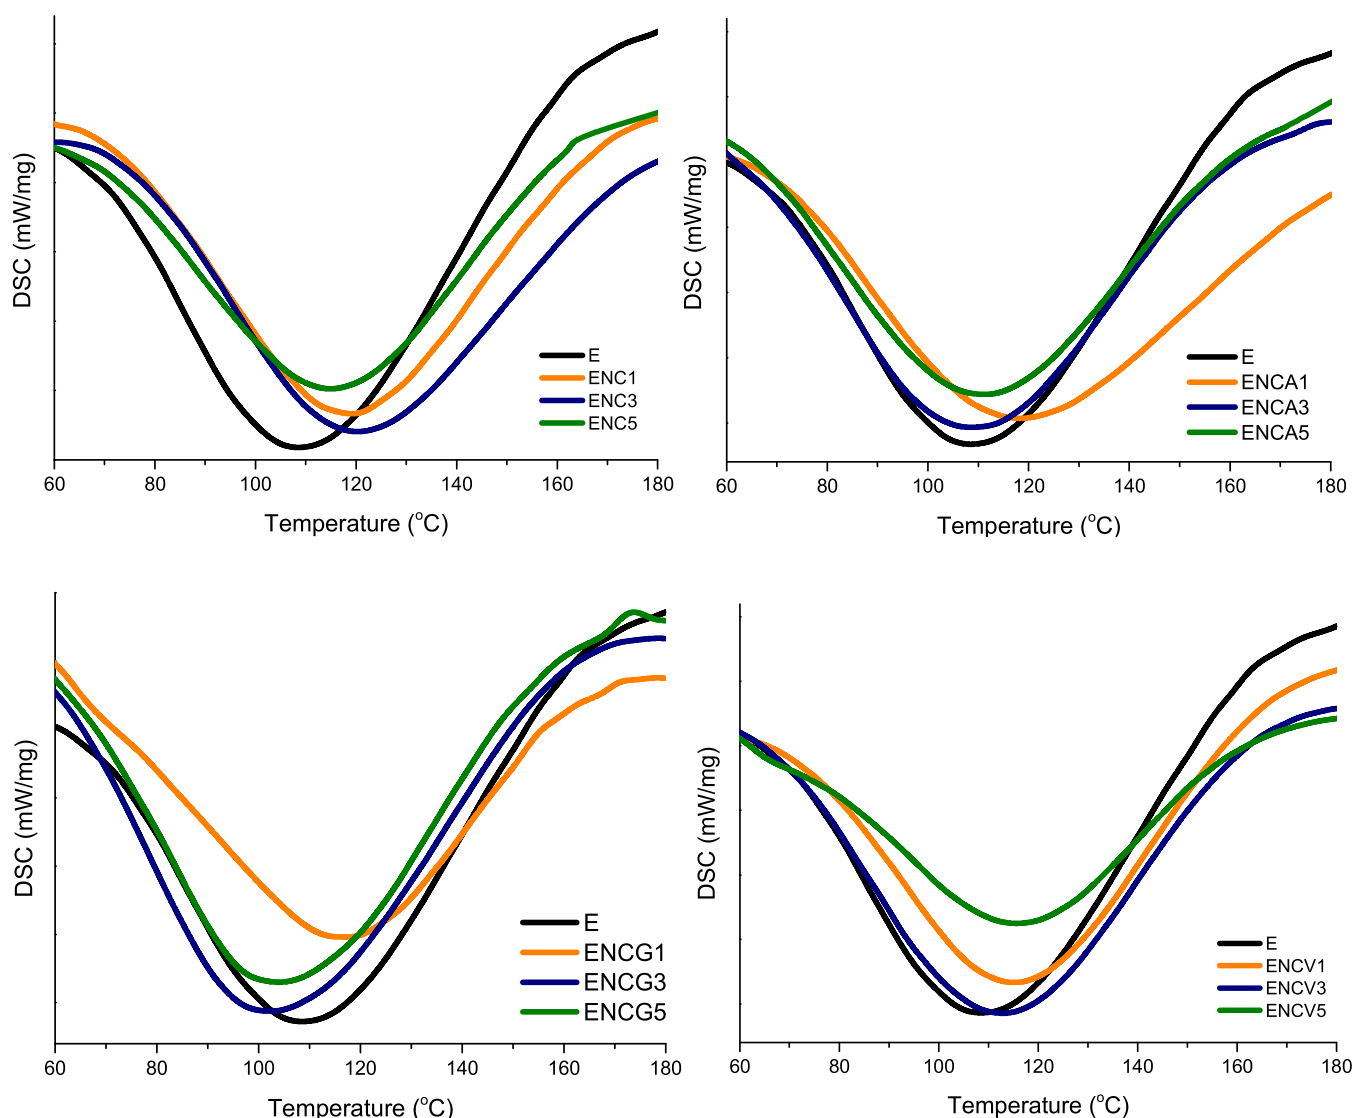 DSC (mW/mg)
E
ENC1
ENC3
ENC5
60 80 100 120 140 160 180
Temperature (°C)
DSC (mW/mg)
E
ENCA1
ENCA3
ENCA5
60 80 100 120 140 160 180
Temperature (°C)
DSC (mW/mg)
E
ENCG1
ENCG3
ENCG5
60 80 100 120 140 160 180
Temperature (°C)
DSC (mW/mg)
E
ENCV1
ENCV3
ENCV5
60 80 100 120 140 160 180
Temperature (°C)